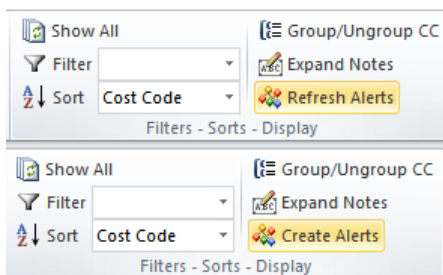 Show All Group/Ungroup CC
Filter Expand Notes
Sort Cost Code Refresh Alerts
Filters - Sorts - Display
Show All Group/Ungroup CC
Filter Expand Notes
Sort Cost Code Create Alerts
Filters - Sorts - Display